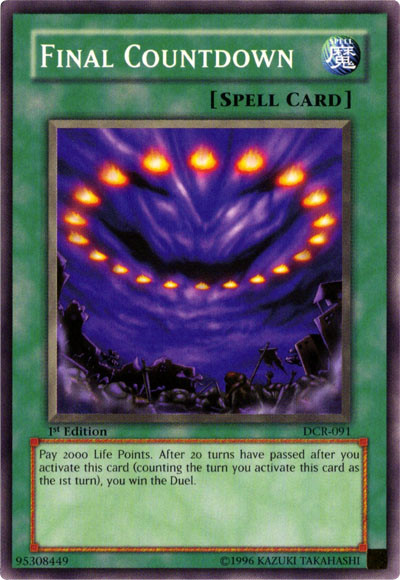 FINAL COUNTDOWN
SPELL
魔
[SPELL CARD]
1st Edition
DCR-091
Pay 2000 Life Points. After 20 turns have passed after you
activate this card (counting the turn you activate this card as
the 1st turn), you win the Duel.
95308449
©1996 KAZUKI TAKAHASHI